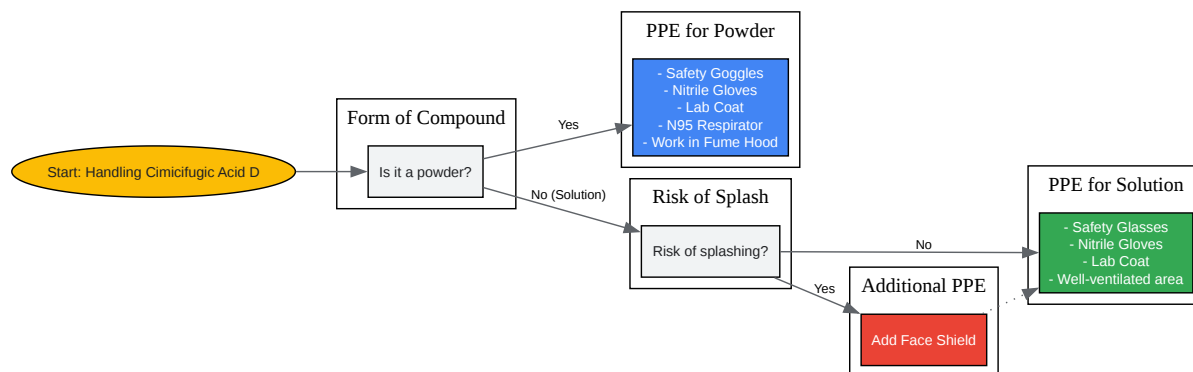 Start: Handling Cimicifugic Acid D
Form of Compound
Is it a powder?
Yes
PPE for Powder
- Safety Goggles
- Nitrile Gloves
- Lab Coat
- N95 Respirator
- Work in Fume Hood
No (Solution)
Risk of Splash
Risk of splashing?
No
Yes
Additional PPE
Add Face Shield
PPE for Solution
- Safety Glasses
- Nitrile Gloves
- Lab Coat
- Well-ventilated area